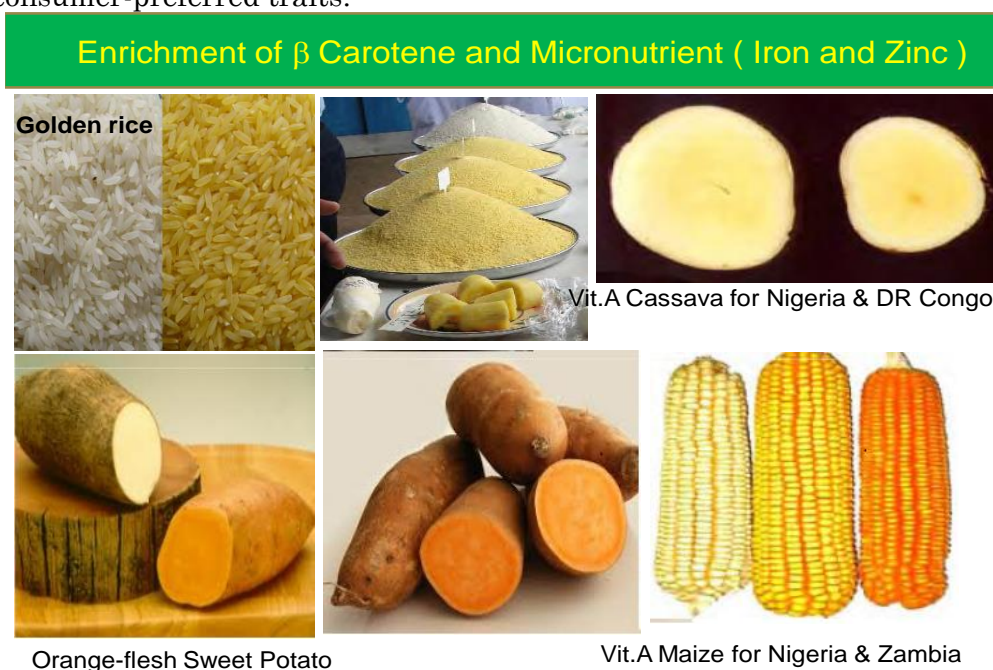 consumer-preferred traits.
Enrichment of β Carotene and Micronutrient ( Iron and Zinc )
Golden rice
Vit.A Cassava for Nigeria & DR Congo
Orange-flesh Sweet Potato
Vit.A Maize for Nigeria & Zambia